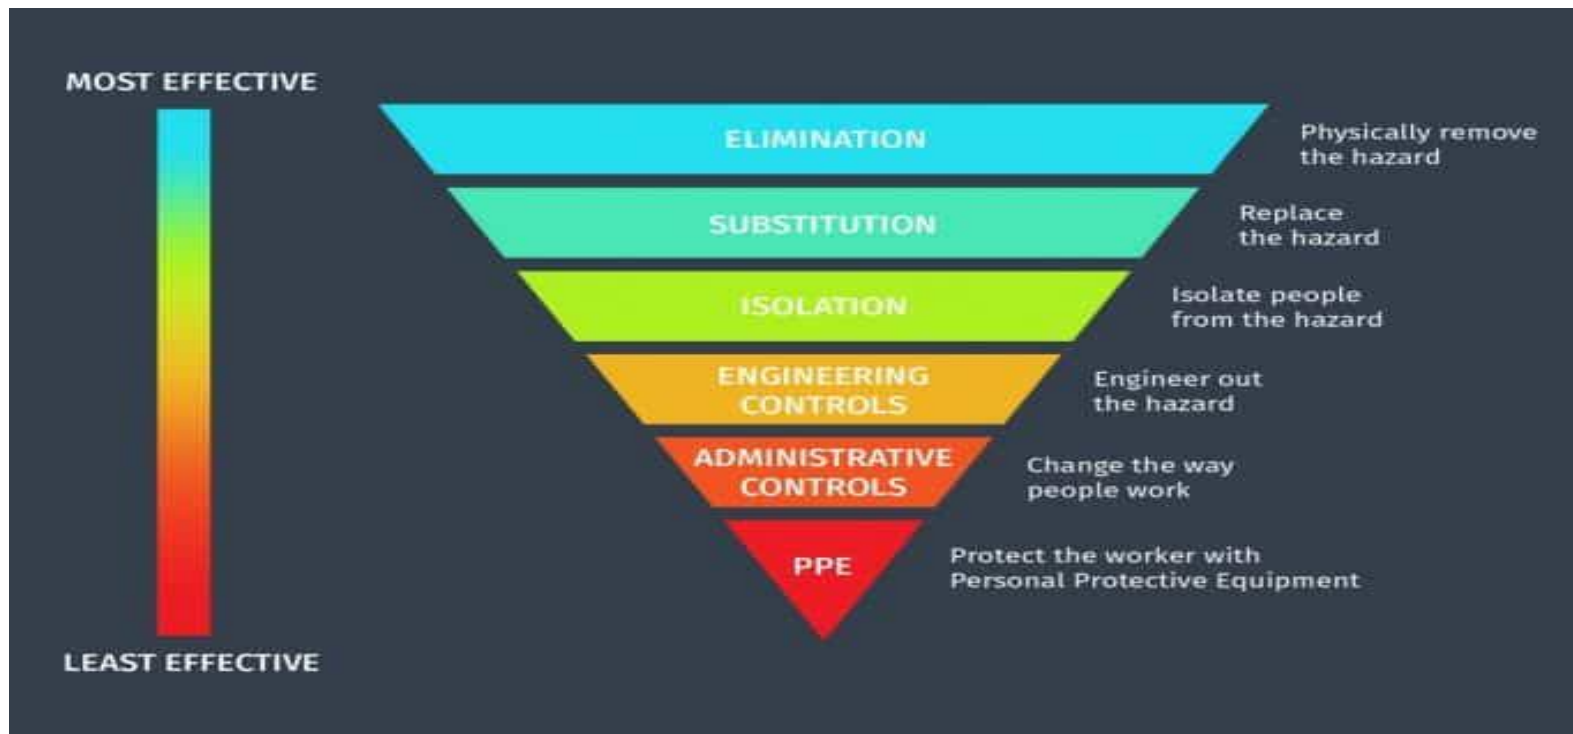 MOST EFFECTIVE
ELIMINATION
Physically remove
the hazard
SUBSTITUTION
Replace
the hazard
ISOLATION
Isolate people
from the hazard
ENGINEERING
CONTROLS
Engineer out
the hazard
ADMINISTRATIVE
CONTROLS
Change the way
people work
PPE
Protect the worker with
Personal Protective Equipment
LEAST EFFECTIVE